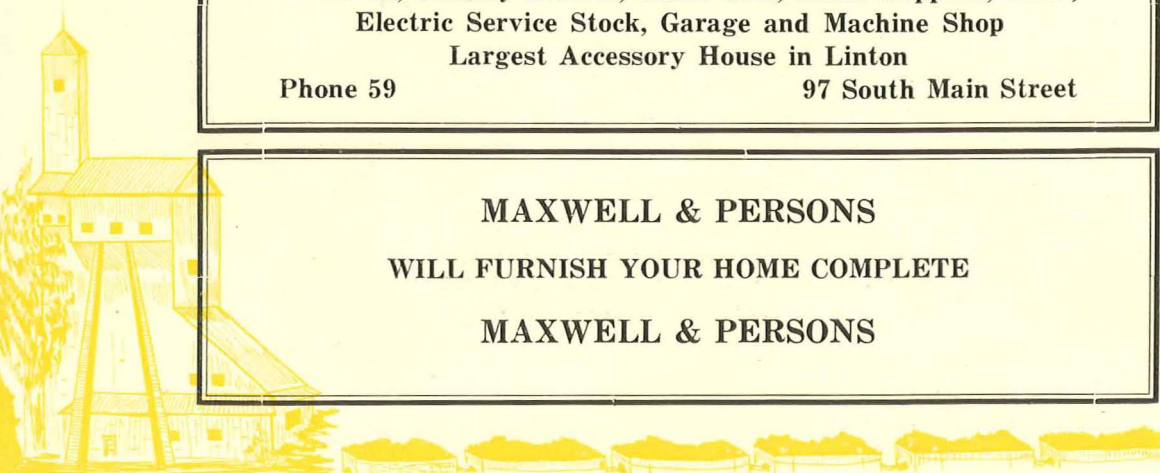 Electric Service Stock, Garage and Machine Shop
Largest Accessory House in Linton
Phone 59 97 South Main Street
MAXWELL & PERSONS
WILL FURNISH YOUR HOME COMPLETE
MAXWELL & PERSONS